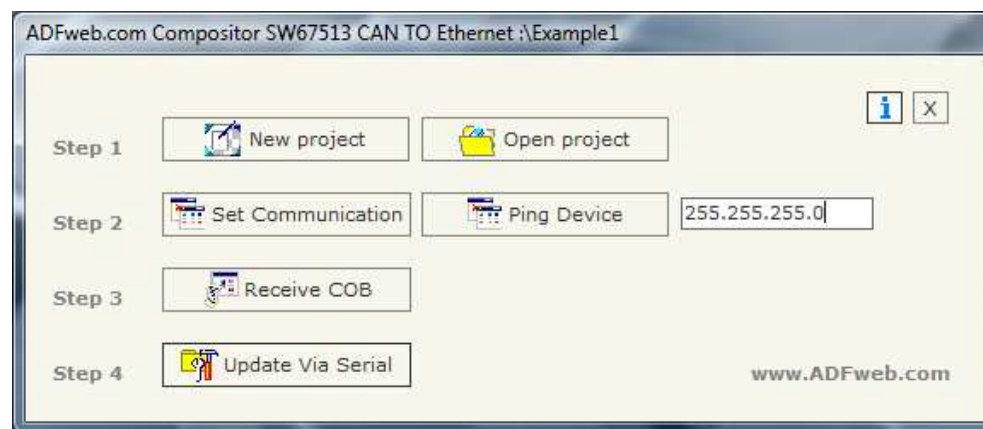 ADFweb.com Compositor SW67513 CAN TO Ethernet :\Example1
i X
Step 1 New project Open project
Step 2 Set Communication Ping Device 255.255.255.0
Step 3 Receive COB
Step 4 Update Via Serial www.ADFweb.com